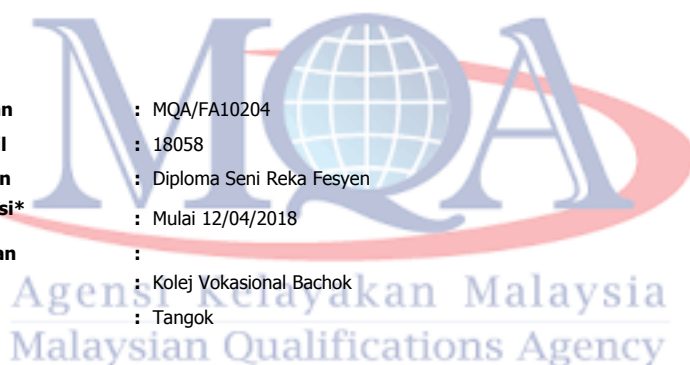 MQA
an : MQA/FA10204
l : 18058
n : Diploma Seni Reka Fesyen
si* : Mulai 12/04/2018
an :
: Kolej Vokasional Bachok
: Tangok
Agensi Kelayakan Malaysia
Malaysian Qualifications Agency